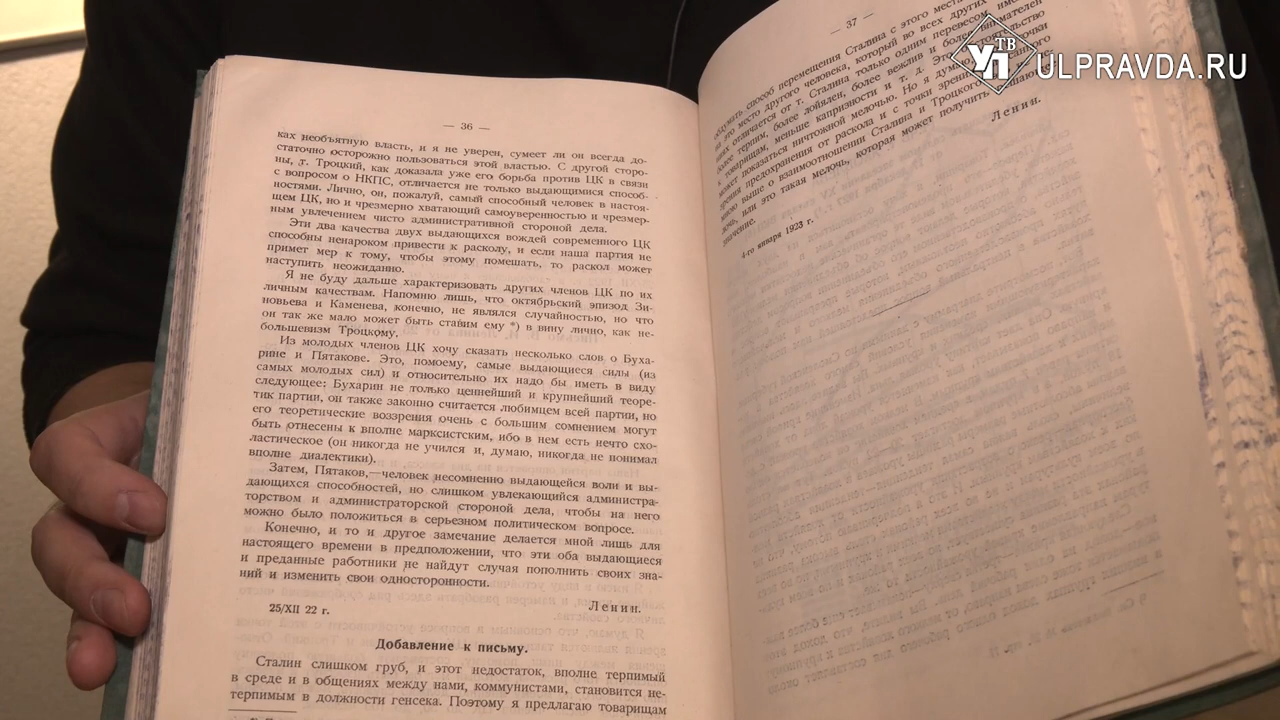 — 36 —
ках необъятную власть, и я не уверен, сумеет ли он всегда до-
статочно осторожно пользоваться этой властью. С другой сторо-
ны, т. Троцкий, как доказала уже его борьба против ЦК в связи
с вопросом о НКПС, отличается не только выдающимися способ-
ностями. Лично, он, пожалуй, самый способный человек в настоя-
щем ЦК, но и чрезмерно хватающий самоуверенностью и чрезмер-
ным увлечением чисто административной стороной дела.
Эти два качества двух выдающихся вождей современного ЦК
способны ненароком привести к расколу, и если наша партия не
примет мер к тому, чтобы этому помешать, то раскол может
наступить неожиданно.
Я не буду дальше характеризовать других членов ЦК по их
личным качествам. Напомню лишь, что октябрьский эпизод Зи-
новьева и Каменева, конечно, не являлся случайностью, но что
он так же мало может быть ставим ему *) в вину лично, как не-
большевизм Троцкому.
Из молодых членов ЦК хочу сказать несколько слов о Буха-
рине и Пятакове. Это, помоему, самые выдающиеся силы (из
самых молодых сил) и относительно их надо бы иметь в виду
следующее: Бухарин не только ценнейший и крупнейший теоре-
тик партии, он также законно считается любимцем всей партии, но
его теоретические воззрения очень с большим сомнением могут
быть отнесены к вполне марксистским, ибо в нем есть нечто схо-
ластическое (он никогда не учился и, думаю, никогда не понимал
вполне диалектики).
Затем, Пятаков,—человек несомненно выдающейся воли и вы-
дающихся способностей, но слишком увлекающийся администра-
торством и администраторской стороной дела, чтобы на него
можно было положиться в серьезном политическом вопросе.
Конечно, и то и другое замечание делается мной лишь для
настоящего времени в предположении, что эти оба выдающиеся
и преданные работники не найдут случая пополнить своих зна-
ний и изменить свои односторонности.
25/XII 22 г. Ленин.
Добавление к письму.
Сталин слишком груб, и этот недостаток, вполне терпимый
в среде и в общениях между нами, коммунистами, становится не-
терпимым в должности генсека. Поэтому я предлагаю товарищам
— 37 —
обдумать способ перемещения Сталина с этого места
на это место другого человека, который во всех других
ниях отличается от т. Сталина только одним перевесом, име
более терпим, более лоялен, более вежлив и более внимателен
к товарищам, меньше капризности и т. д. Это
может показаться ничтожной мелочью. Но я думаю, точки
зрения предохранения от раскола и с точки зрения
мною выше о взаимоотношении Сталина и Троцкого,
лочь, или это такая мелочь, которая может получить
значение.
Ленин.
4-го января 1923 г.
УП ТВ ULPRAVDA.RU